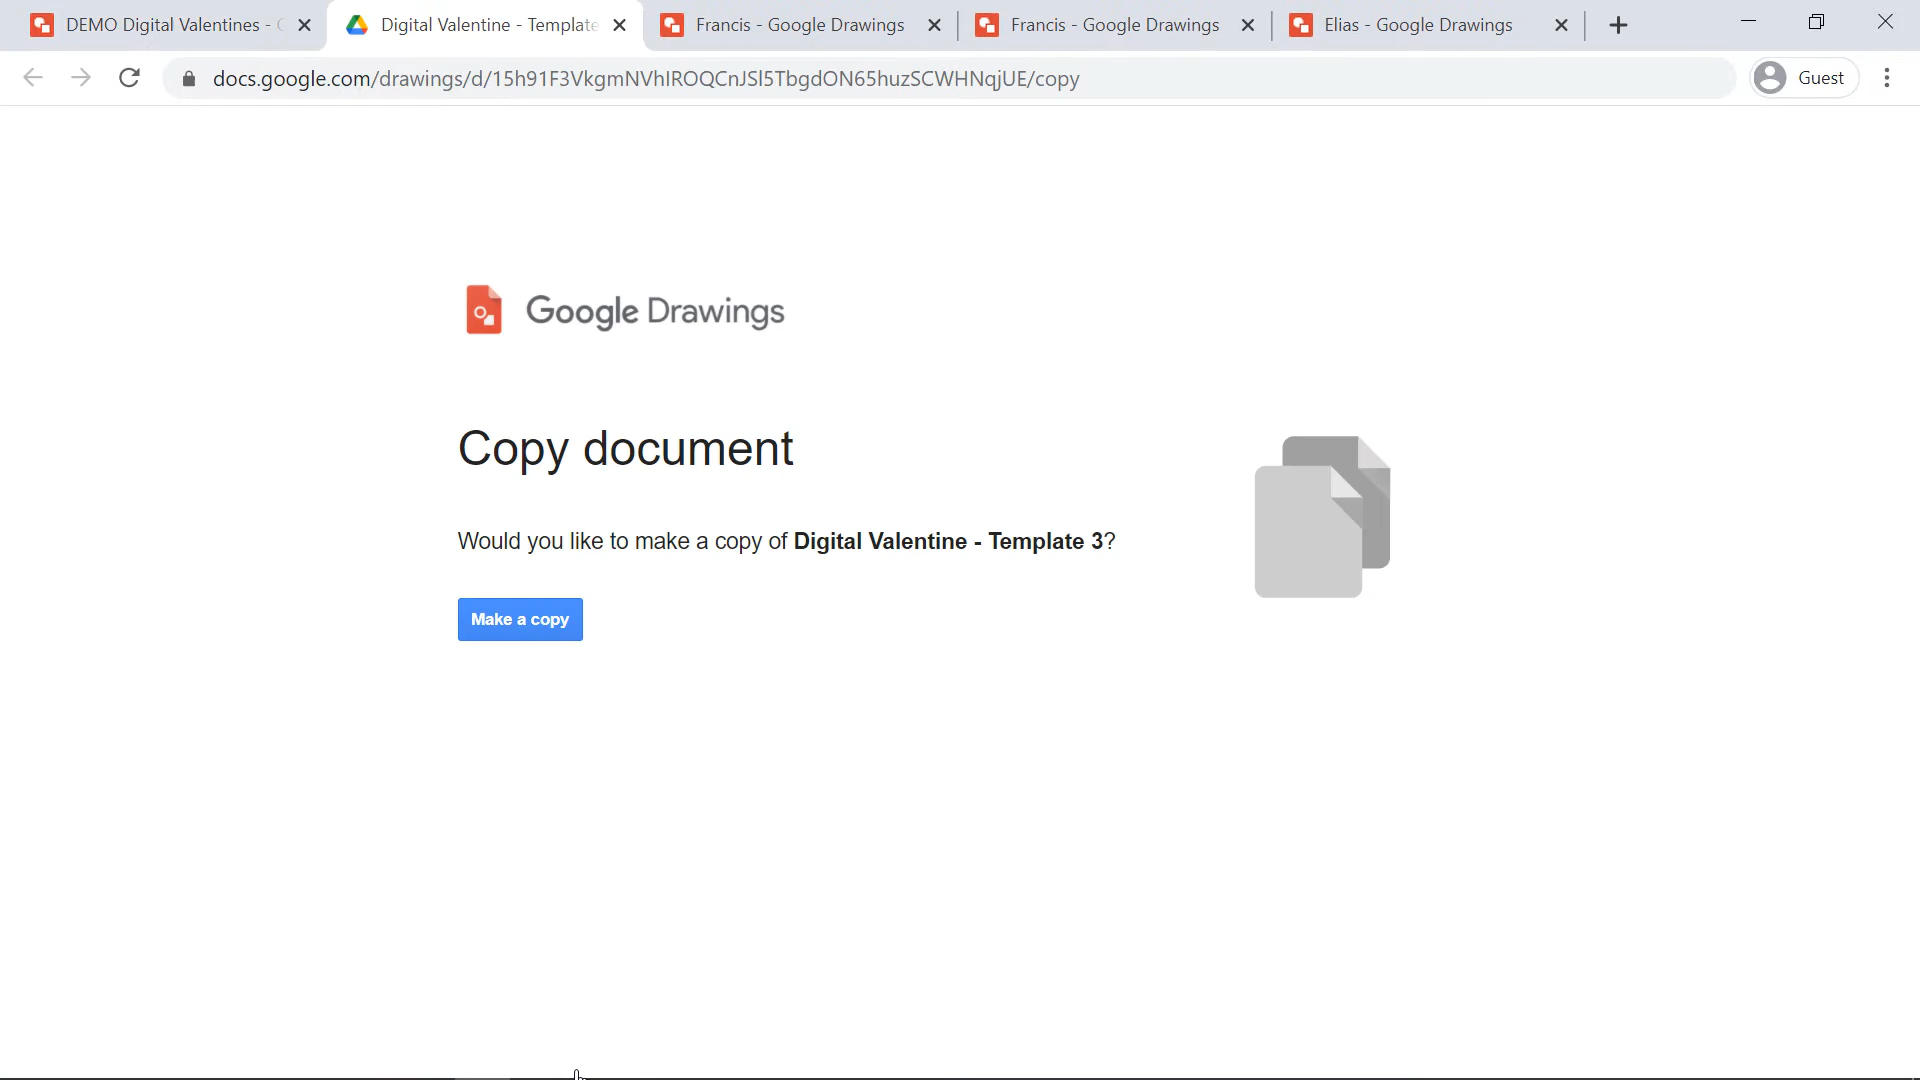 DEMO Digital Valentines -
Digital Valentine - Template
Francis - Google Drawings
Francis - Google Drawings
Elias - Google Drawings
docs.google.com/drawings/d/15h91F3VkgmNVhIROQCnJSl5TbgdON65huzSCWHNqjUE/copy
Guest
Google Drawings
Copy document
Would you like to make a copy of Digital Valentine - Template 3?
Make a copy